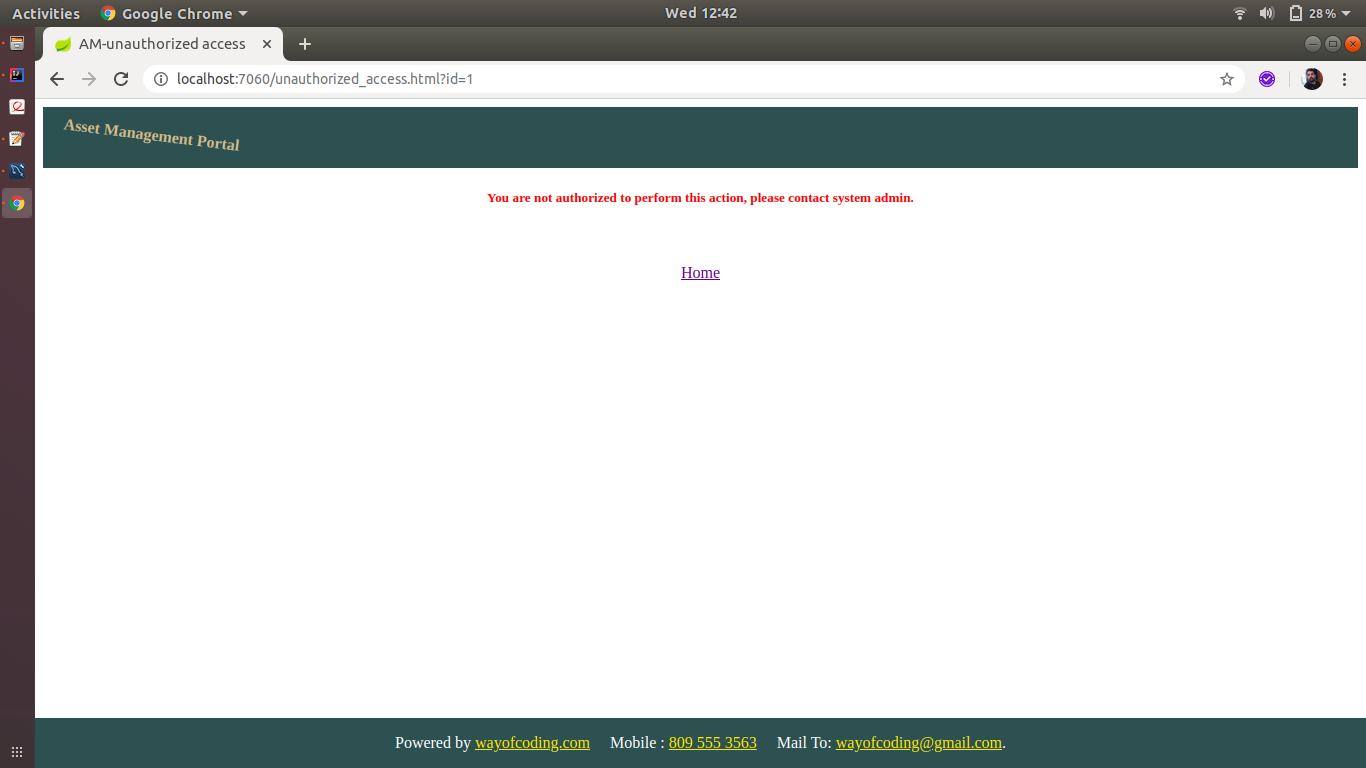 Activities Google Chrome Wed 12:42 28%
AM-unauthorized access
localhost:7060/unauthorized_access.html?id=1
Asset Management Portal
You are not authorized to perform this action, please contact system admin.
Home
Powered by wayofcoding.com Mobile : 809 555 3563 Mail To: wayofcoding@gmail.com.